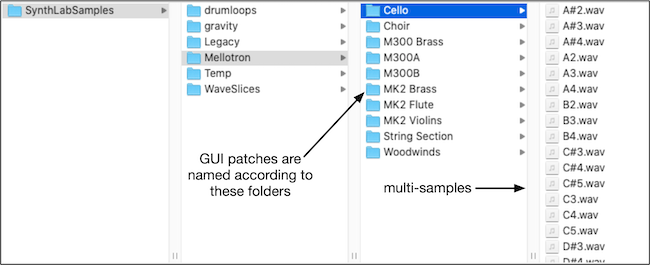 SynthLabSamples
drumloops
gravity
Legacy
Mellotron
Temp
WaveSlices
Cello
Choir
M300 Brass
M300A
M300B
MK2 Brass
MK2 Flute
MK2 Violins
String Section
Woodwinds
A#2.wav
A#3.wav
A#4.wav
A2.wav
A3.wav
A4.wav
B2.wav
B3.wav
B4.wav
C#3.wav
C#4.wav
C#5.wav
C3.wav
C4.wav
C5.wav
D#3.wav
D#4.wav
GUI patches are
named according to
these folders
multi-samples